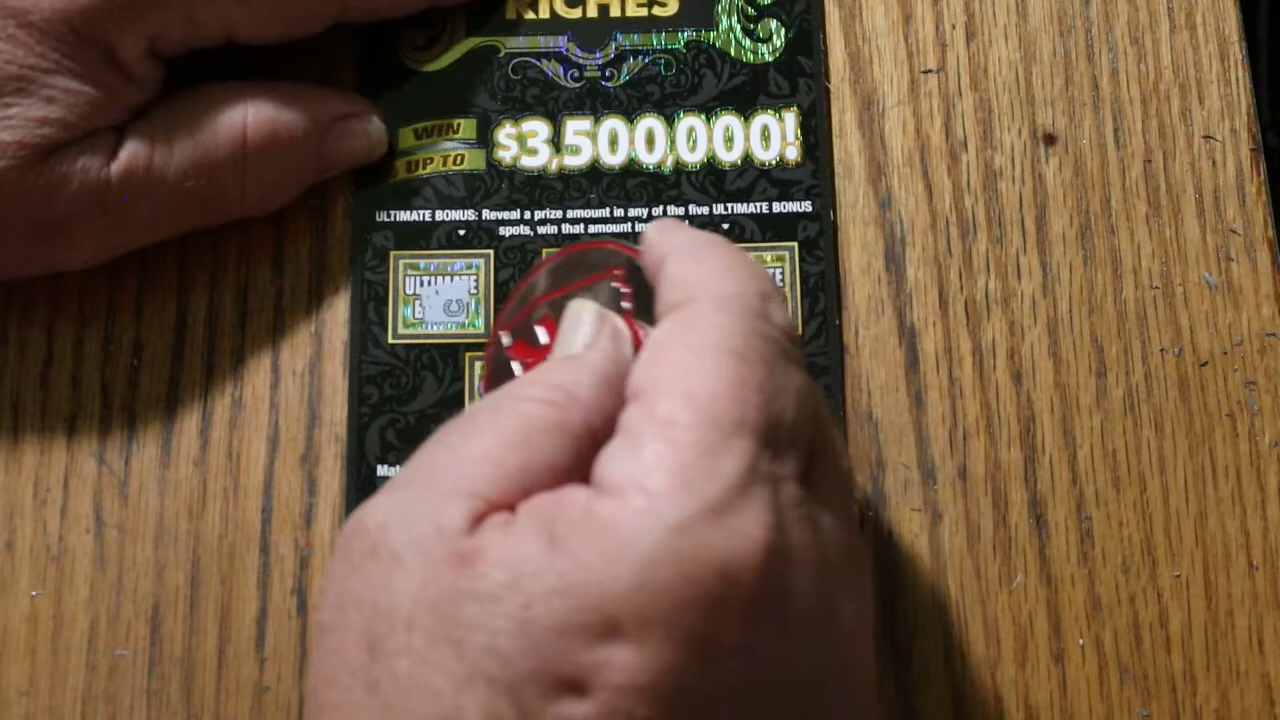 RICHES
WIN
UP TO
$3,500,000!
ULTIMATE BONUS: Reveal a prize amount in any of the five ULTIMATE BONUS
spots, win that amount
ULTIMATE